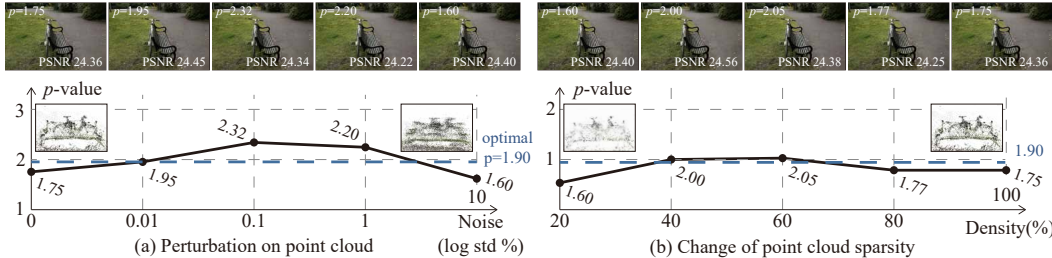 p=1.75 p=1.95 p=2.32 p=2.20 p=1.60
PSNR 24.36 PSNR 24.45 PSNR 24.34 PSNR 24.22 PSNR 24.40
p-value
3
2
1
1.75
1.95
2.32
2.20
1.60
optimal
p=1.90
0 0.01 0.1 1 10
Noise
(log std %)
(a) Perturbation on point cloud
p=1.60 p=2.00 p=2.05 p=1.77 p=1.75
PSNR 24.40 PSNR 24.56 PSNR 24.38 PSNR 24.25 PSNR 24.36
p-value
2
1
1.60
2.00
2.05
1.77
1.75
1.90
20 40 60 80 100
Density(%)
(b) Change of point cloud sparsity